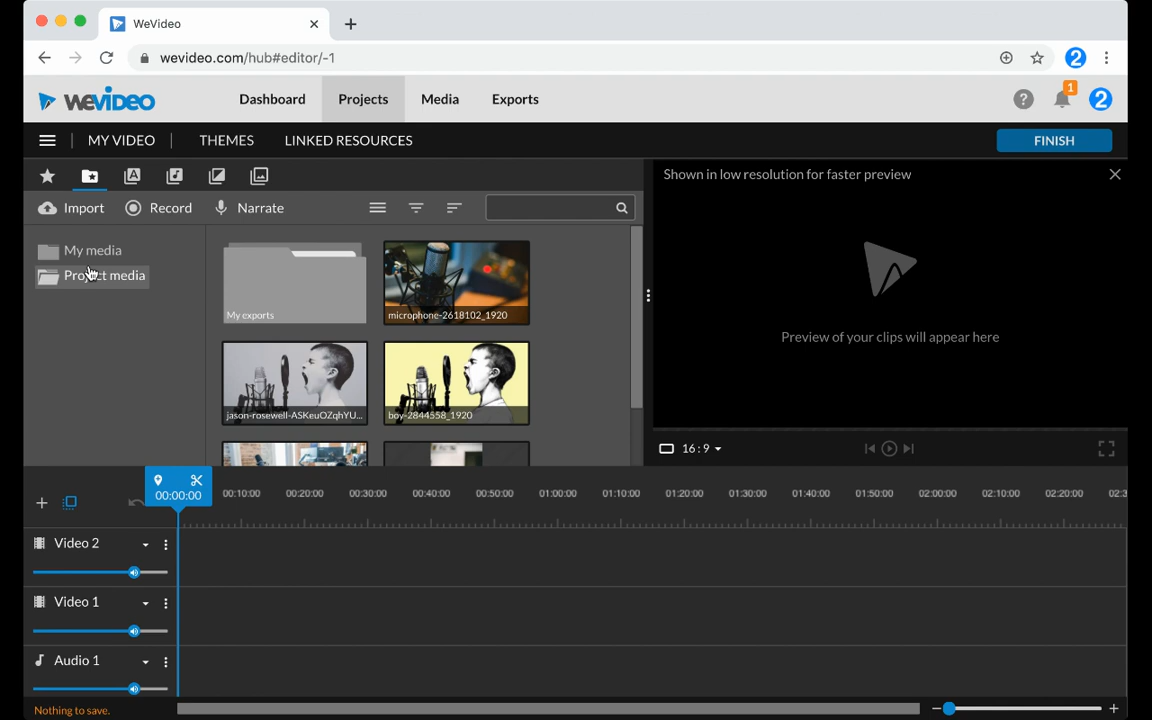 WeVideo
wevideo.com/hub#editor/-1
2
WEVIDEO
Dashboard
Projects
Media
Exports
?
1
2
MY VIDEO
THEMES
LINKED RESOURCES
FINISH
Shown in low resolution for faster preview
Import
Record
Narrate
My media
Project media
My exports
microphone-2618102_1920
jason-rosewell-ASKeuOZqhYU...
boy-2844558_1920
Preview of your clips will appear here
16:9
00:00:00
00:10:00 00:20:00 00:30:00 00:40:00 00:50:00 01:00:00 01:10:00 01:20:00 01:30:00 01:40:00 01:50:00 02:00:00 02:10:00 02:20:00 02:3
Video 2
Video 1
Audio 1
Nothing to save.